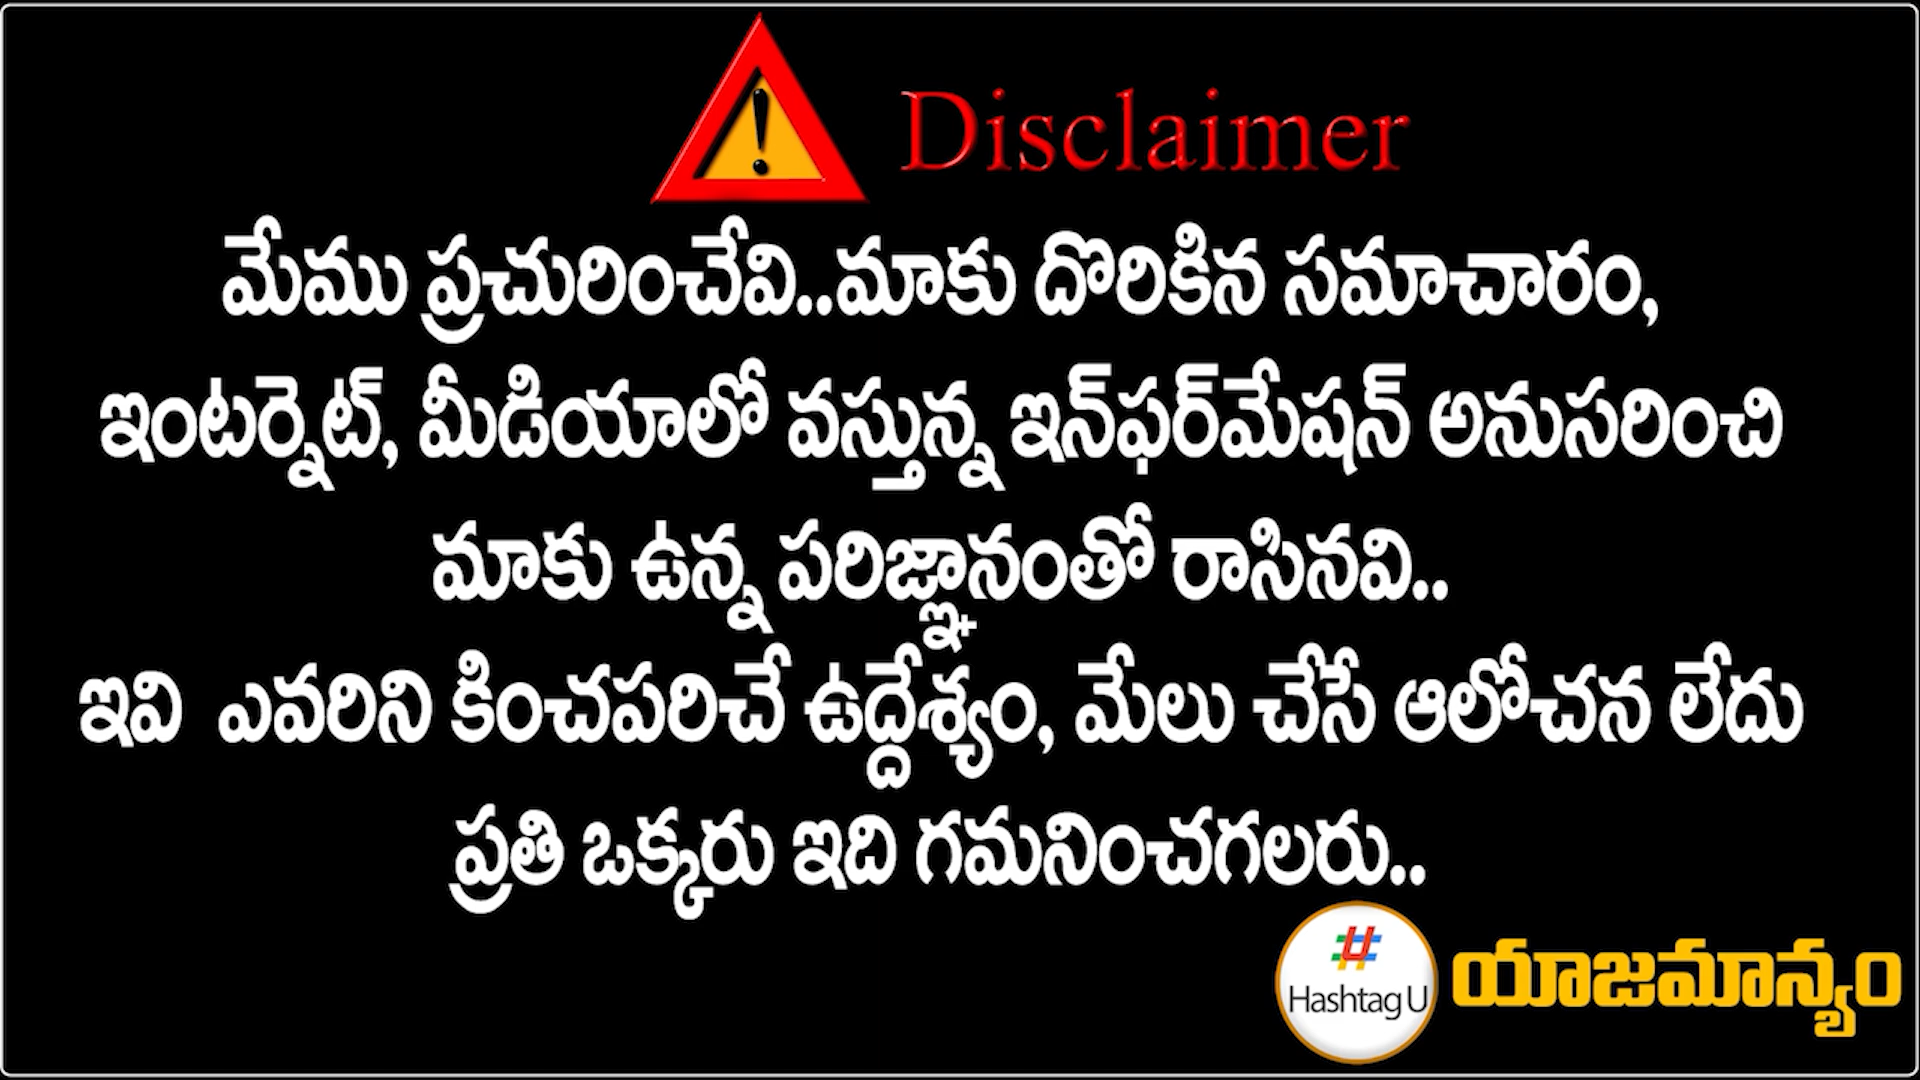 Disclaimer
మేము ప్రచురించేవి..మాకు దొరికిన సమాచారం,
ఇంటర్నెట్, మీడియాలో వస్తున్న ఇన్‌ఫర్‌మేషన్ అనుసరించి
మాకు ఉన్న పరిజ్ఞానంతో రాసినవి..
ఇవి ఎవరిని కించపరిచే ఉద్దేశ్యం, మేలు చేసే ఆలోచన లేదు
ప్రతి ఒక్కరు ఇది గమనించగలరు..
Hashtag U
యాజమాన్యం